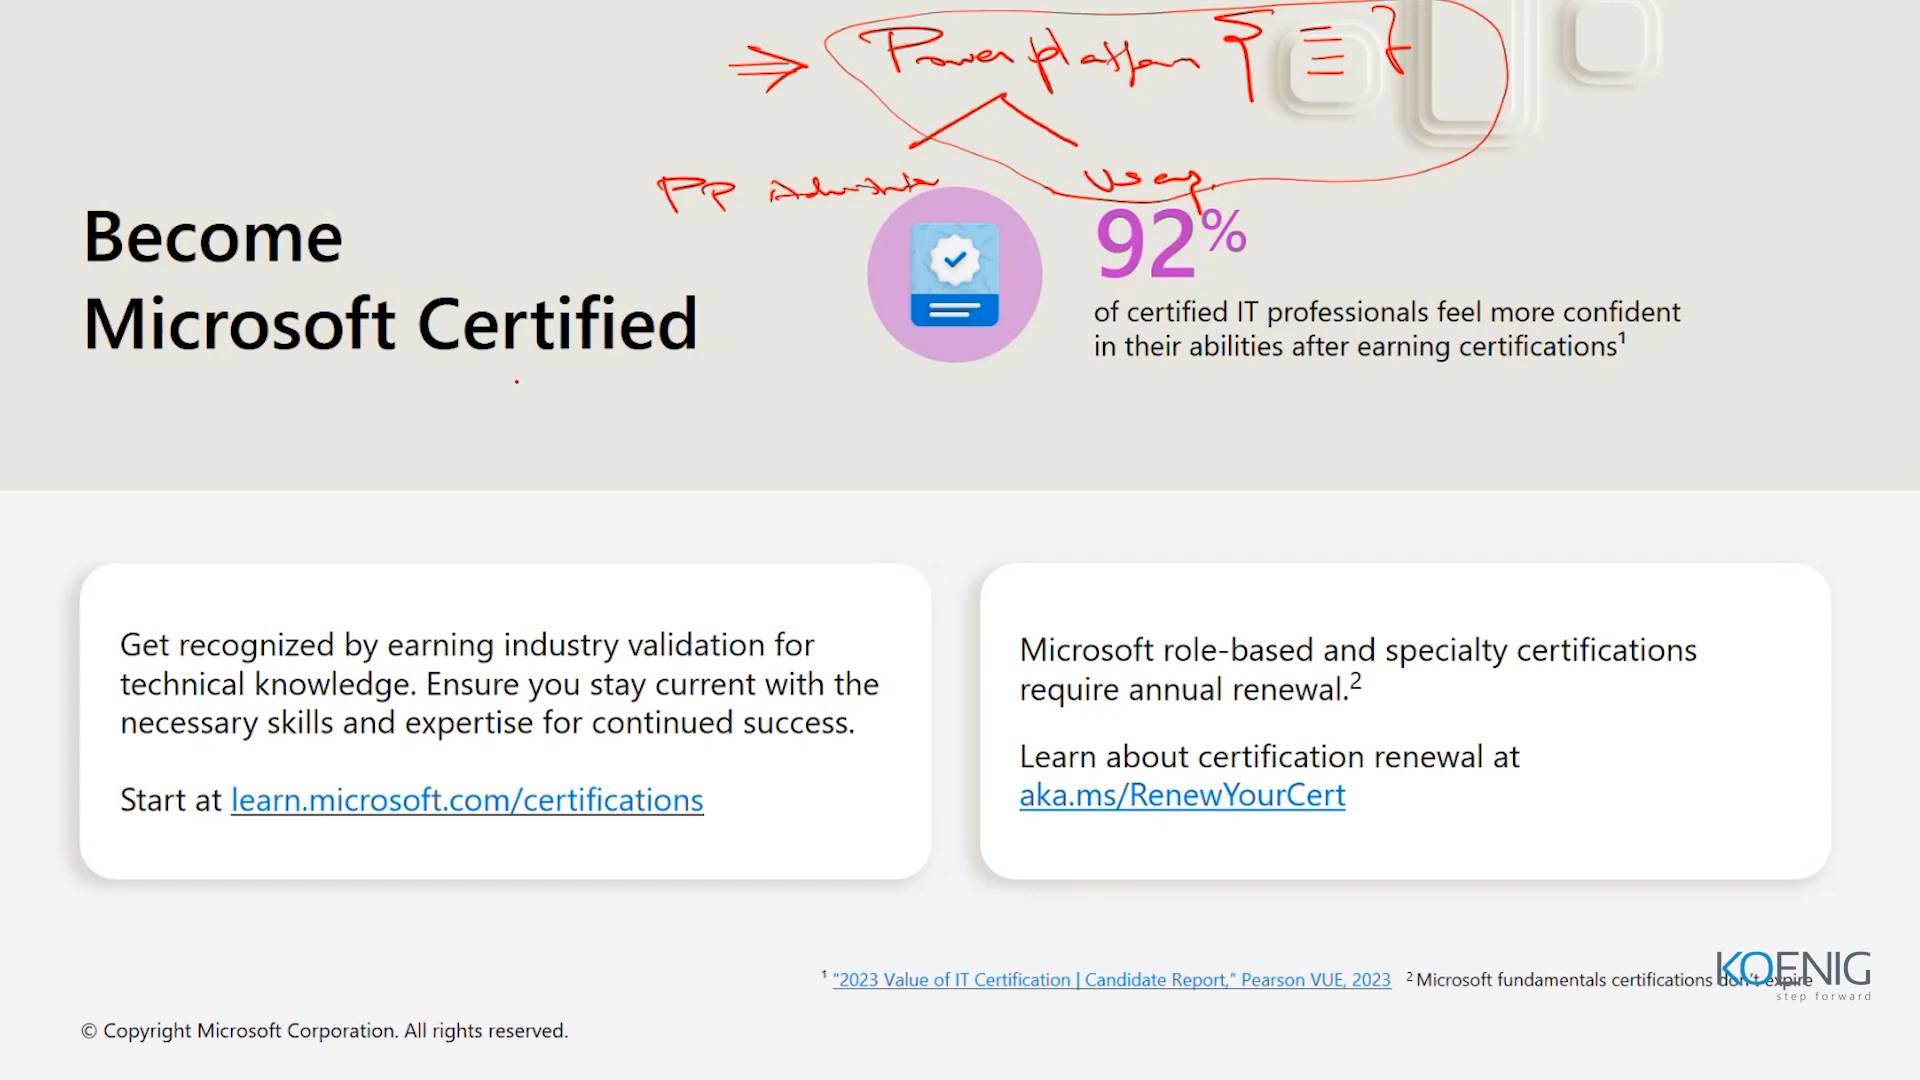 Power platform { ≡ }
PP
users
Become
Microsoft Certified
92%
of certified IT professionals feel more confident
in their abilities after earning certifications¹
Get recognized by earning industry validation for
technical knowledge. Ensure you stay current with the
necessary skills and expertise for continued success.
Start at learn.microsoft.com/certifications
Microsoft role-based and specialty certifications
require annual renewal.²
Learn about certification renewal at
aka.ms/RenewYourCert
¹ “2023 Value of IT Certification | Candidate Report,” Pearson VUE, 2023 ² Microsoft fundamentals certifications don't expire
KOENIG
step forward
© Copyright Microsoft Corporation. All rights reserved.